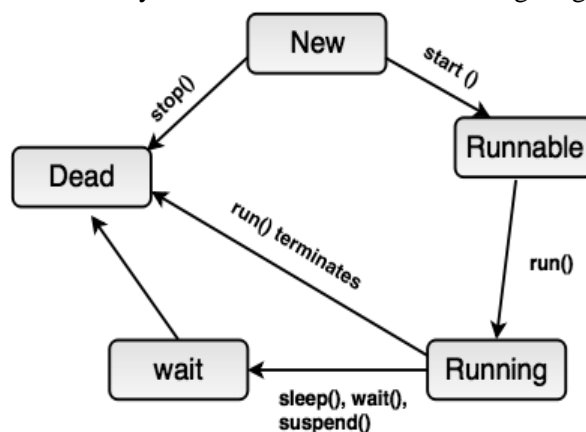 New
start ()
stop()
Runnable
Dead
run() terminates
run()
wait
Running
sleep(), wait(),
suspend()